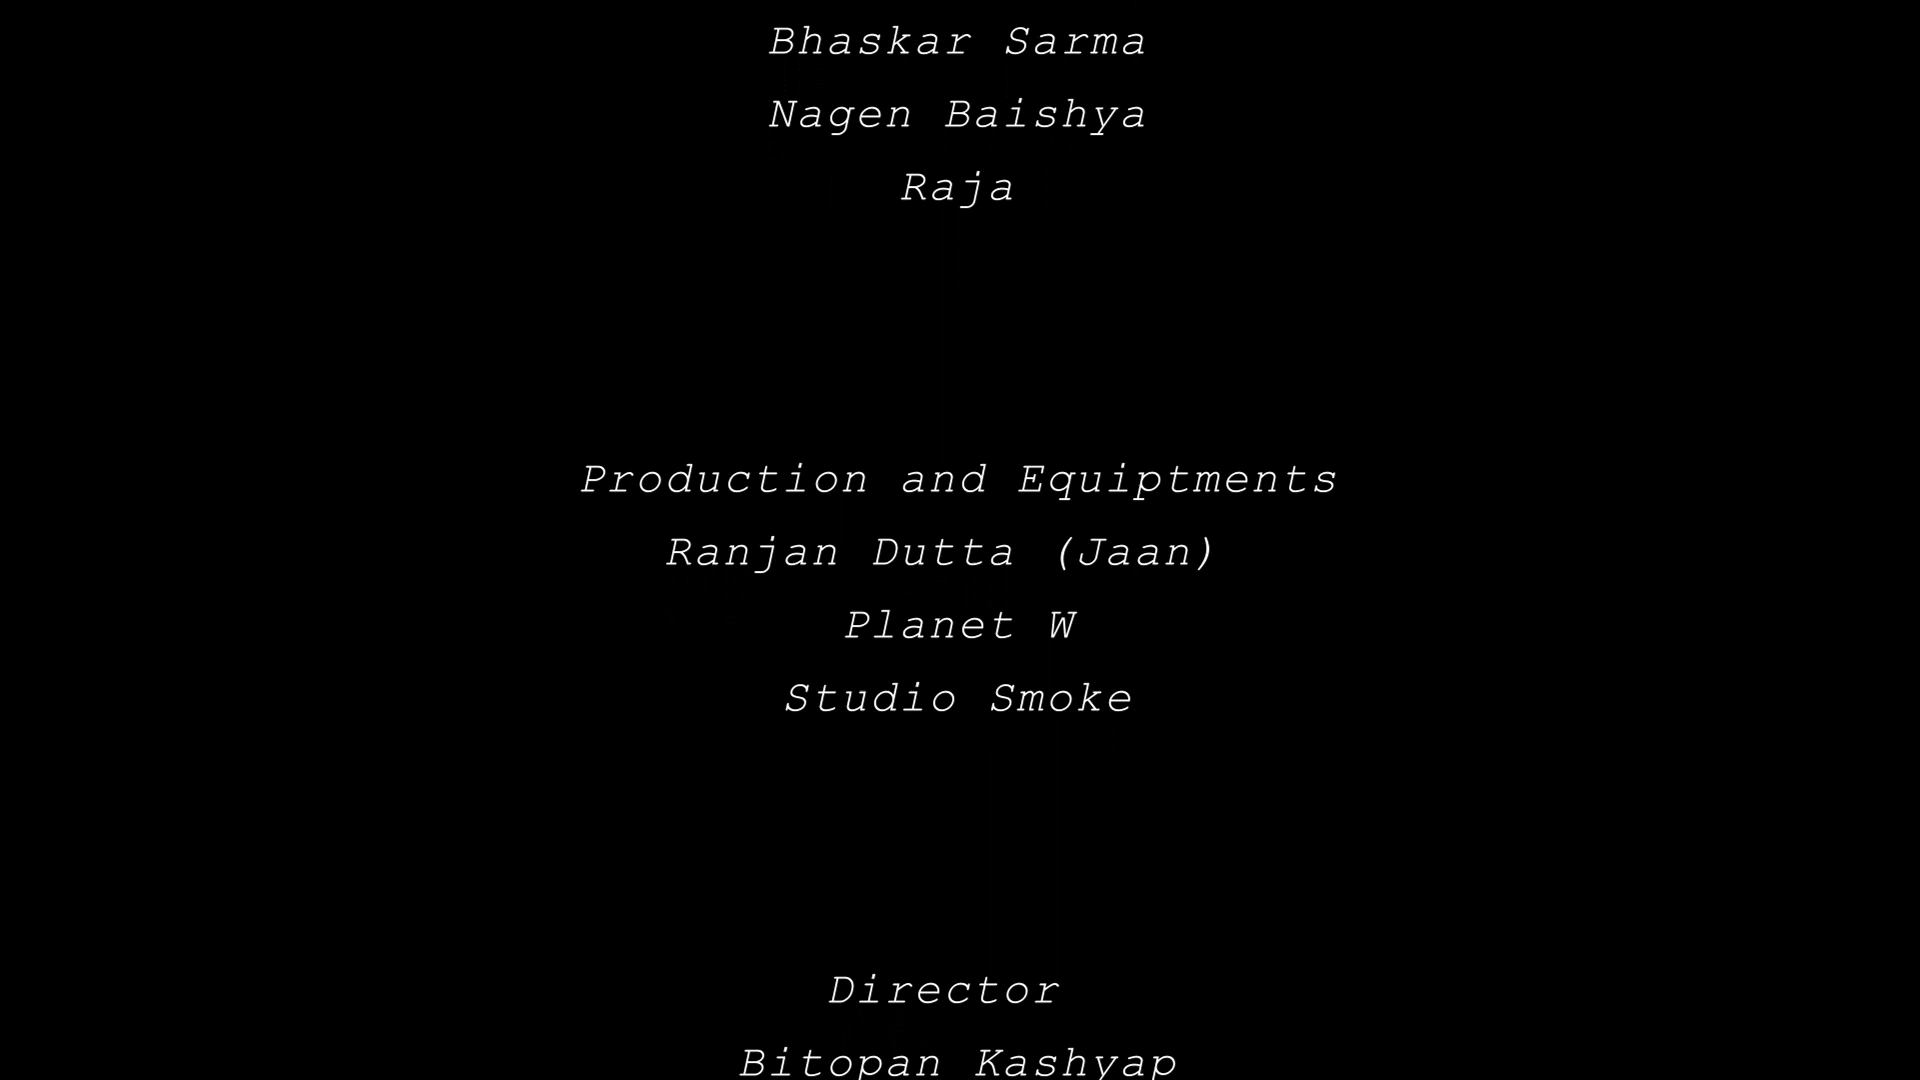 Bhaskar Sarma
Nagen Baishya
Raja
Production and Equiptments
Ranjan Dutta (Jaan)
Planet W
Studio Smoke
Director
Bitopan Kashyap